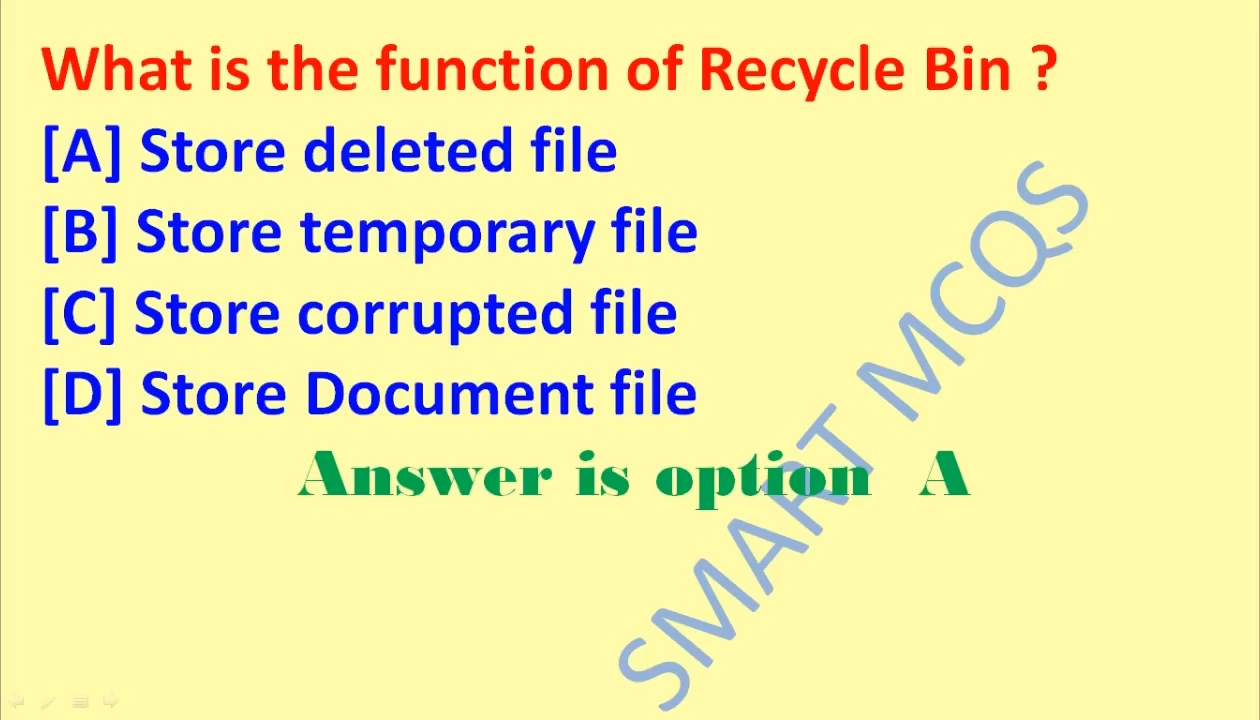 What is the function of Recycle Bin ?
[A] Store deleted file
[B] Store temporary file
[C] Store corrupted file
[D] Store Document file
Answer is option A
SMART MCQS